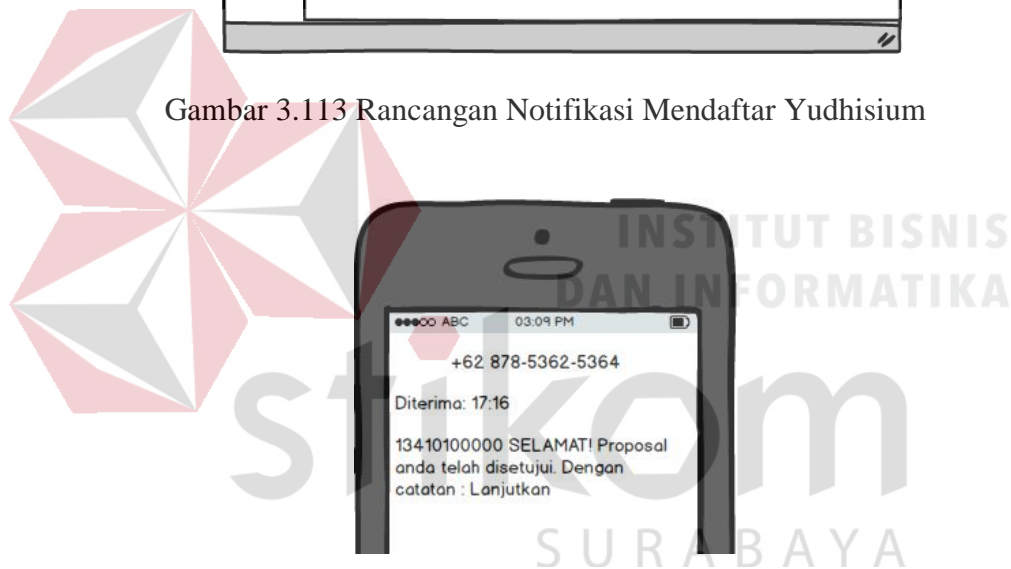 Gambar 3.113 Rancangan Notifikasi Mendaftar Yudhisium
INSTITUT BISNIS
DAN INFORMATIKA
ABC 03:09 PM
+62 878-5362-5364
Diterima: 17:16
13410100000 SELAMAT! Proposal
anda telah disetujui. Dengan
catatan : Lanjutkan
stikom
SURABAYA